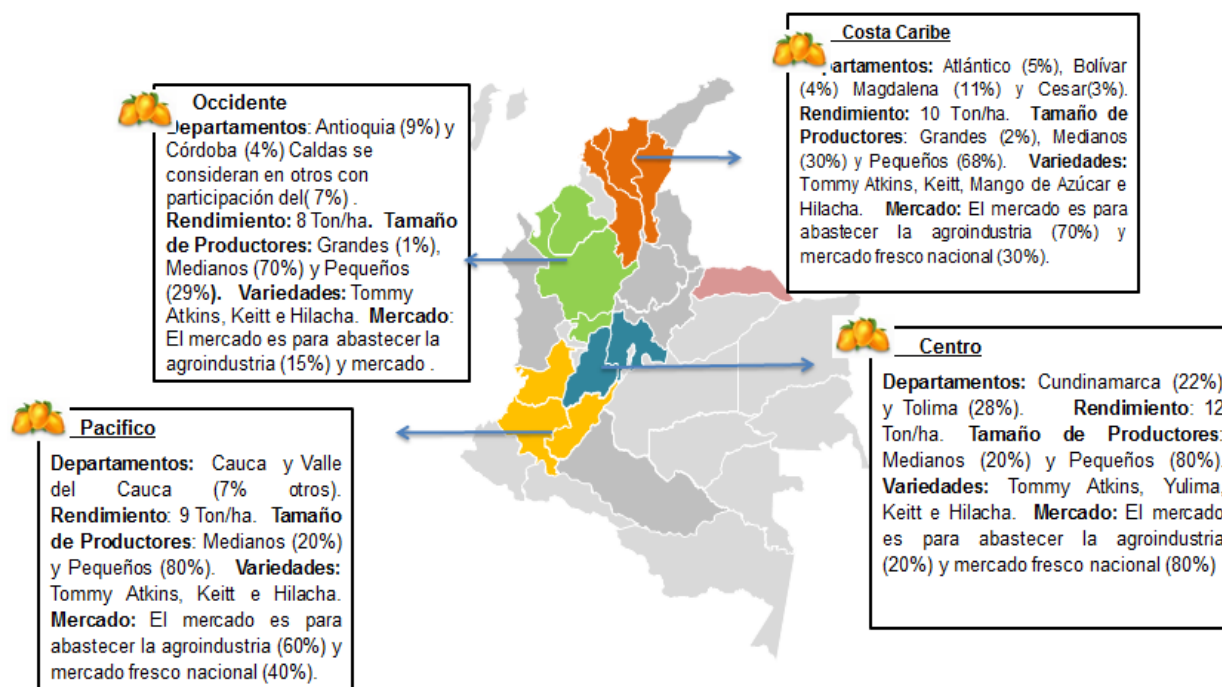 Costa Caribe
partamentos: Atlántico (5%), Bolívar
(4%) Magdalena (11%) y Cesar(3%).
Rendimiento: 10 Ton/ha. Tamaño de
Productores: Grandes (2%), Medianos
(30%) y Pequeños (68%). Variedades:
Tommy Atkins, Keitt, Mango de Azúcar e
Hilacha. Mercado: El mercado es para
abastecer la agroindustria (70%) y
mercado fresco nacional (30%).
Occidente
Departamentos: Antioquia (9%) y
Córdoba (4%) Caldas se
consideran en otros con
participación del( 7%) .
Rendimiento: 8 Ton/ha. Tamaño
de Productores: Grandes (1%),
Medianos (70%) y Pequeños
(29%). Variedades: Tommy
Atkins, Keitt e Hilacha. Mercado:
El mercado es para abastecer la
agroindustria (15%) y mercado .
Centro
Departamentos: Cundinamarca (22%)
y Tolima (28%). Rendimiento: 12
Ton/ha. Tamaño de Productores:
Medianos (20%) y Pequeños (80%).
Variedades: Tommy Atkins, Yulima,
Keitt e Hilacha. Mercado: El mercado
es para abastecer la agroindustria
(20%) y mercado fresco nacional (80%)
Pacifico
Departamentos: Cauca y Valle
del Cauca (7% otros).
Rendimiento: 9 Ton/ha. Tamaño
de Productores: Medianos (20%)
y Pequeños (80%). Variedades:
Tommy Atkins, Keitt e Hilacha.
Mercado: El mercado es para
abastecer la agroindustria (60%) y
mercado fresco nacional (40%).